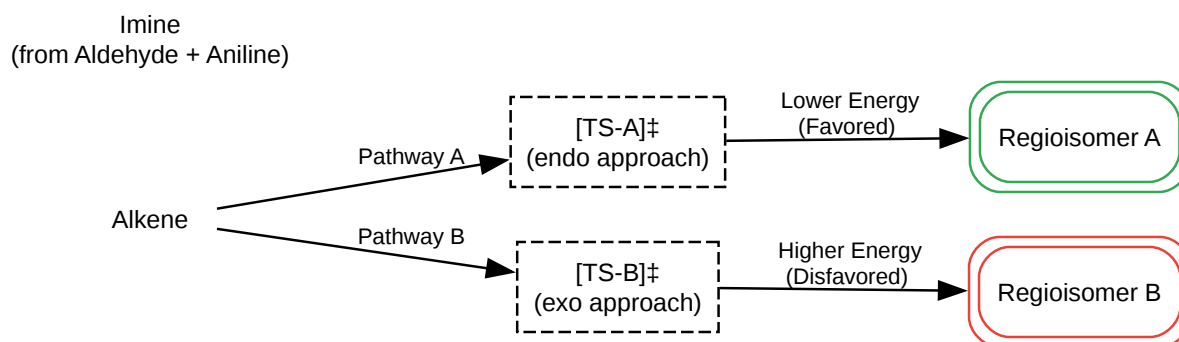 Imine
(from Aldehyde + Aniline)
Alkene
Pathway A
Pathway B
[TS-A]‡
(endo approach)
[TS-B]‡
(exo approach)
Lower Energy
(Favored)
Higher Energy
(Disfavored)
Regioisomer A
Regioisomer B